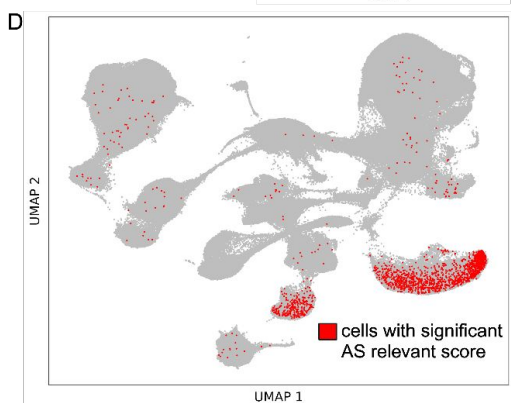 D
UMAP 2
cells with significant
AS relevant score
UMAP 1